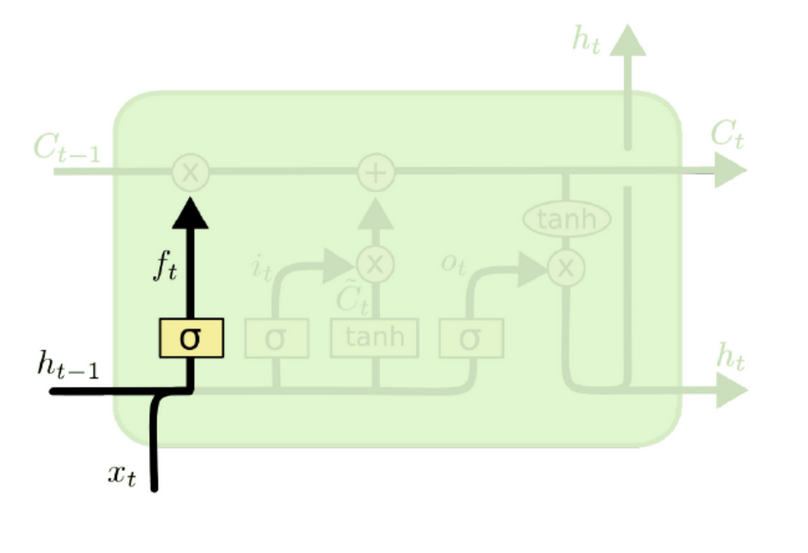 h_t
C_{t-1}
C_t
x
+
tanh
f_t
i_t
x
o_t
x
\tilde{C}_t
σ
σ
tanh
σ
h_{t-1}
h_t
x_t